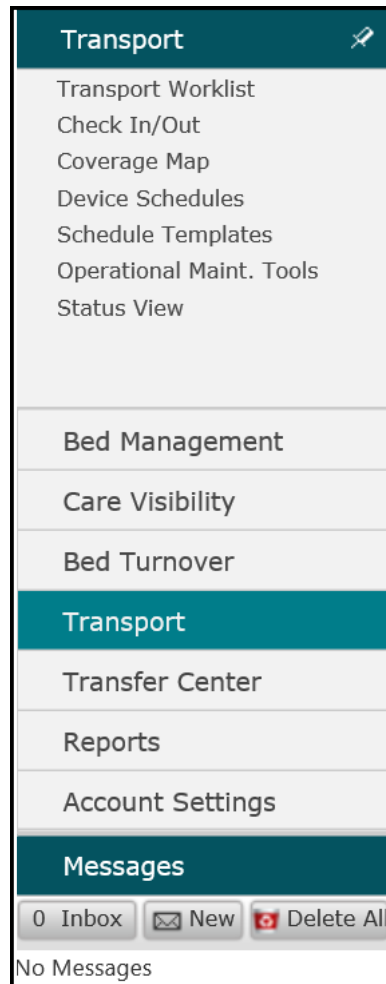 Transport
Transport Worklist
Check In/Out
Coverage Map
Device Schedules
Schedule Templates
Operational Maint. Tools
Status View
Bed Management
Care Visibility
Bed Turnover
Transport
Transfer Center
Reports
Account Settings
Messages
0 Inbox New Delete All
No Messages